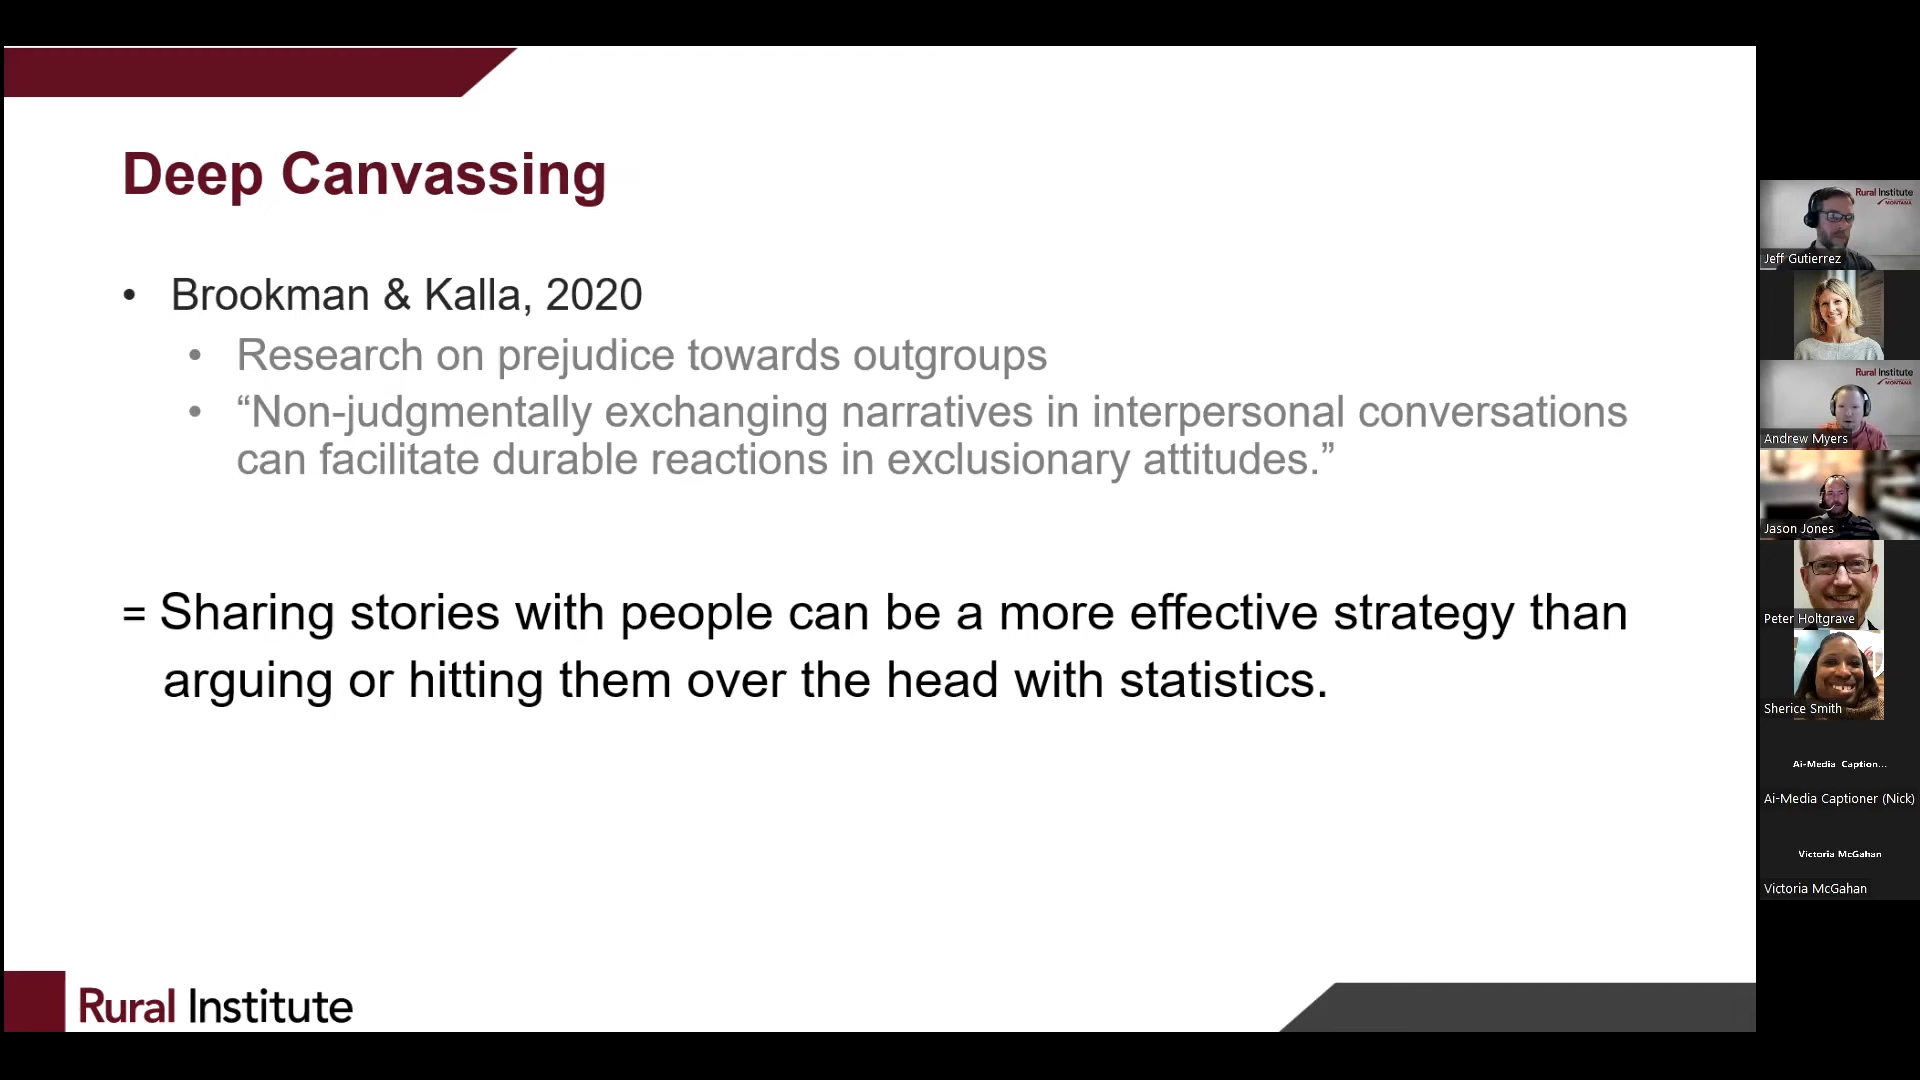 Deep Canvassing
• Brookman & Kalla, 2020
• Research on prejudice towards outgroups
• “Non-judgmentally exchanging narratives in interpersonal conversations
can facilitate durable reactions in exclusionary attitudes.”
= Sharing stories with people can be a more effective strategy than
arguing or hitting them over the head with statistics.
Rural Institute
Rural Institute
MONTANA
Jeff Gutierrez
Rural Institute
MONTANA
Andrew Myers
Jason Jones
Peter Holtgrave
Sherice Smith
Ai-Media Caption...
Ai-Media Captioner (Nick)
Victoria McGahan
Victoria McGahan